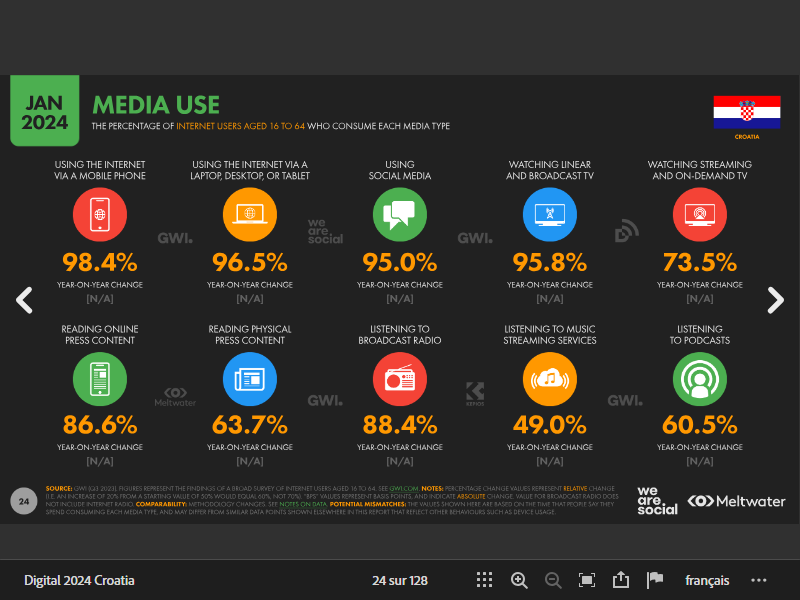 JAN
2024
MEDIA USE
THE PERCENTAGE OF INTERNET USERS AGED 16 TO 64 WHO CONSUME EACH MEDIA TYPE
CROATIA
USING THE INTERNET
VIA A MOBILE PHONE
USING THE INTERNET VIA A
LAPTOP, DESKTOP, OR TABLET
USING
SOCIAL MEDIA
WATCHING LINEAR
AND BROADCAST TV
WATCHING STREAMING
AND ON-DEMAND TV
GWI.
we
are.
social
GWI.
98.4%
96.5%
95.0%
95.8%
73.5%
YEAR-ON-YEAR CHANGE
YEAR-ON-YEAR CHANGE
YEAR-ON-YEAR CHANGE
YEAR-ON-YEAR CHANGE
YEAR-ON-YEAR CHANGE
[N/A]
[N/A]
[N/A]
[N/A]
[N/A]
READING ONLINE
PRESS CONTENT
READING PHYSICAL
PRESS CONTENT
LISTENING TO
BROADCAST RADIO
LISTENING TO MUSIC
STREAMING SERVICES
LISTENING
TO PODCASTS
Meltwater
GWI.
KEPIOS
GWI.
86.6%
63.7%
88.4%
49.0%
60.5%
YEAR-ON-YEAR CHANGE
YEAR-ON-YEAR CHANGE
YEAR-ON-YEAR CHANGE
YEAR-ON-YEAR CHANGE
YEAR-ON-YEAR CHANGE
[N/A]
[N/A]
[N/A]
[N/A]
[N/A]
24
SOURCE: GWI (Q3 2023). FIGURES REPRESENT THE FINDINGS OF A BROAD SURVEY OF INTERNET USERS AGED 16 TO 64. SEE GWI.COM. NOTES: PERCENTAGE CHANGE VALUES REPRESENT RELATIVE CHANGE
(I.E. AN INCREASE OF 20% FROM A STARTING VALUE OF 50% WOULD EQUAL 60%, NOT 70%). "BPS" VALUES REPRESENT BASIS POINTS, AND INDICATE ABSOLUTE CHANGE. VALUE FOR BROADCAST RADIO DOES
NOT INCLUDE INTERNET RADIO. COMPARABILITY: METHODOLOGY CHANGES. SEE NOTES ON DATA. POTENTIAL MISMATCHES: THE VALUES SHOWN HERE ARE BASED ON THE TIME THAT PEOPLE SAY THEY
SPEND CONSUMING EACH MEDIA TYPE, AND MAY DIFFER FROM SIMILAR DATA POINTS SHOWN ELSEWHERE IN THIS REPORT THAT REFLECT OTHER BEHAVIOURS SUCH AS DEVICE USAGE.
we
are.
social
Meltwater
Digital 2024 Croatia
24 sur 128
français